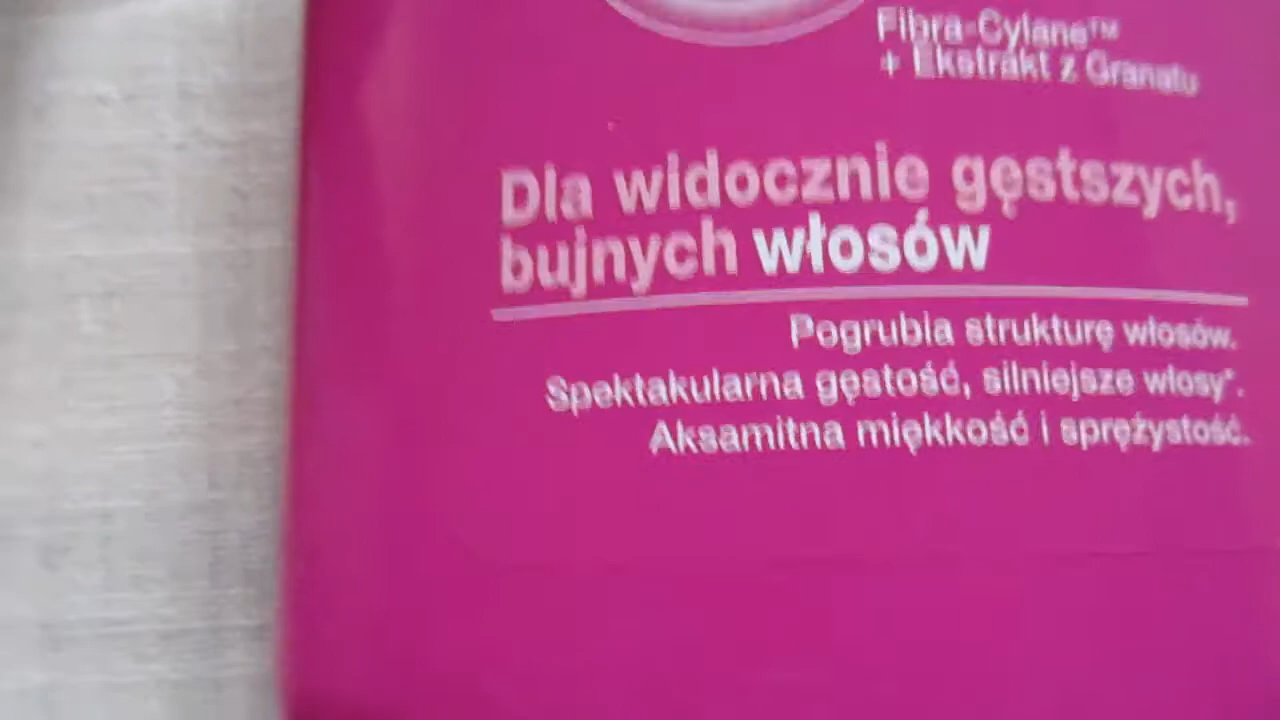 Fibra-Cylane™
+ Ekstrakt z Granatu
Dla widocznie gęstszych,
bujnych włosów
Pogrubia strukturę włosów.
Spektakularna gęstość, silniejsze włosy*.
Aksamitna miękkość i sprężystość.